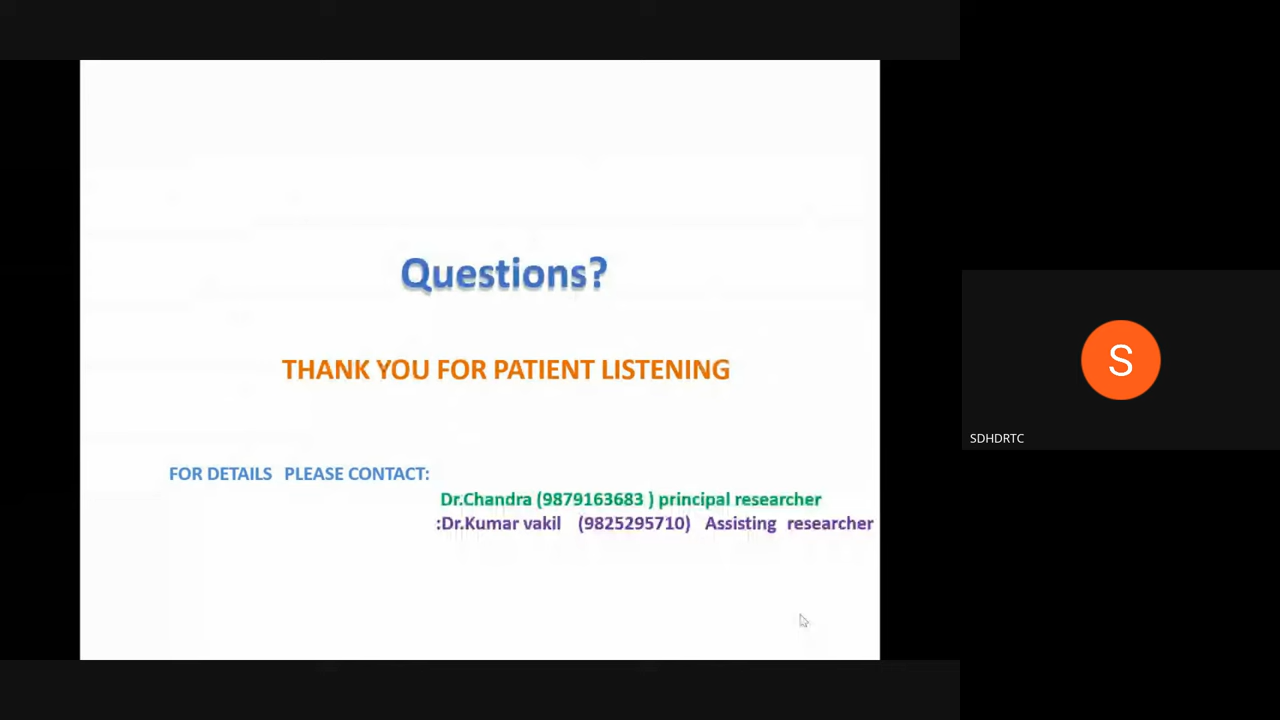 Questions?
THANK YOU FOR PATIENT LISTENING
FOR DETAILS PLEASE CONTACT:
Dr.Chandra (9879163683 ) principal researcher
:Dr.Kumar vakil (9825295710) Assisting researcher
S
SDHDRTC